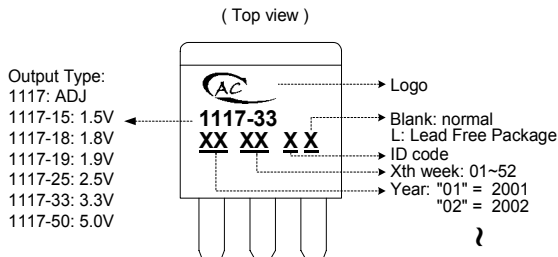 ( Top view )
Output Type:
1117: ADJ
1117-15: 1.5V
1117-18: 1.8V
1117-19: 1.9V
1117-25: 2.5V
1117-33: 3.3V
1117-50: 5.0V
AC
1117-33
XX XX X X
Logo
Blank: normal
L: Lead Free Package
ID code
Xth week: 01~52
Year: "01" = 2001
"02" = 2002
~